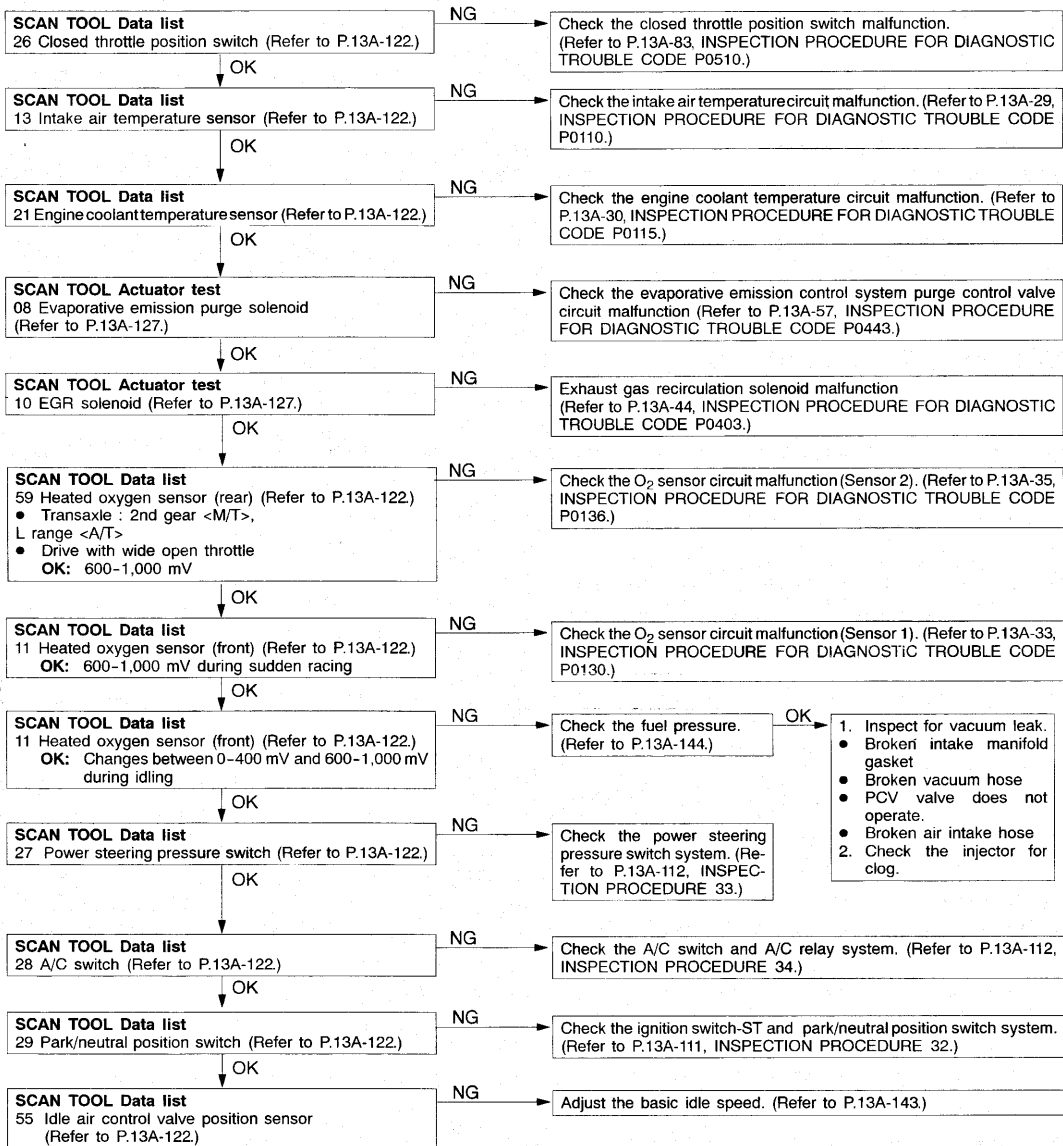 SCAN TOOL Data list
26 Closed throttle position switch (Refer to P.13A-122.)
NG
Check the closed throttle position switch malfunction.
(Refer to P.13A-83, INSPECTION PROCEDURE FOR DIAGNOSTIC
TROUBLE CODE P0510.)
OK
SCAN TOOL Data list
13 Intake air temperature sensor (Refer to P.13A-122.)
NG
Check the intake air temperature circuit malfunction. (Refer to P.13A-29,
INSPECTION PROCEDURE FOR DIAGNOSTIC TROUBLE CODE
P0110.)
OK
SCAN TOOL Data list
21 Engine coolant temperature sensor (Refer to P.13A-122.)
NG
Check the engine coolant temperature circuit malfunction. (Refer to
P.13A-30, INSPECTION PROCEDURE FOR DIAGNOSTIC TROUBLE
CODE P0115.)
OK
SCAN TOOL Actuator test
08 Evaporative emission purge solenoid
(Refer to P.13A-127.)
NG
Check the evaporative emission control system purge control valve
circuit malfunction (Refer to P.13A-57, INSPECTION PROCEDURE
FOR DIAGNOSTIC TROUBLE CODE P0443.)
OK
SCAN TOOL Actuator test
10 EGR solenoid (Refer to P.13A-127.)
NG
Exhaust gas recirculation solenoid malfunction
(Refer to P.13A-44, INSPECTION PROCEDURE FOR DIAGNOSTIC
TROUBLE CODE P0403.)
OK
SCAN TOOL Data list
59 Heated oxygen sensor (rear) (Refer to P.13A-122.)
● Transaxle : 2nd gear <M/T>,
L range <A/T>
● Drive with wide open throttle
OK: 600–1,000 mV
NG
Check the O2 sensor circuit malfunction (Sensor 2). (Refer to P.13A-35,
INSPECTION PROCEDURE FOR DIAGNOSTIC TROUBLE CODE
P0136.)
OK
SCAN TOOL Data list
11 Heated oxygen sensor (front) (Refer to P.13A-122.)
OK: 600–1,000 mV during sudden racing
NG
Check the O2 sensor circuit malfunction (Sensor 1). (Refer to P.13A-33,
INSPECTION PROCEDURE FOR DIAGNOSTIC TROUBLE CODE
P0130.)
OK
SCAN TOOL Data list
11 Heated oxygen sensor (front) (Refer to P.13A-122.)
OK: Changes between 0–400 mV and 600–1,000 mV
during idling
NG
Check the fuel pressure.
(Refer to P.13A-144.)
OK
1. Inspect for vacuum leak.
● Broken intake manifold
gasket
● Broken vacuum hose
● PCV valve does not
operate.
● Broken air intake hose
2. Check the injector for
clog.
OK
SCAN TOOL Data list
27 Power steering pressure switch (Refer to P.13A-122.)
NG
Check the power steering
pressure switch system. (Re-
fer to P.13A-112, INSPEC-
TION PROCEDURE 33.)
OK
SCAN TOOL Data list
28 A/C switch (Refer to P.13A-122.)
NG
Check the A/C switch and A/C relay system. (Refer to P.13A-112,
INSPECTION PROCEDURE 34.)
OK
SCAN TOOL Data list
29 Park/neutral position switch (Refer to P.13A-122.)
NG
Check the ignition switch-ST and park/neutral position switch system.
(Refer to P.13A-111, INSPECTION PROCEDURE 32.)
OK
SCAN TOOL Data list
55 Idle air control valve position sensor
(Refer to P.13A-122.)
NG
Adjust the basic idle speed. (Refer to P.13A-143.)